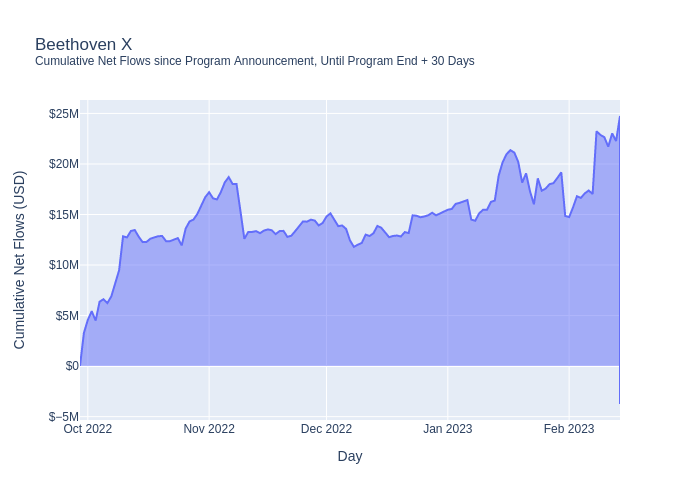 Beethoven X
Cumulative Net Flows since Program Announcement, Until Program End + 30 Days
Cumulative Net Flows (USD)
$25M
$20M
$15M
$10M
$5M
$0
$−5M
Oct 2022
Nov 2022
Dec 2022
Jan 2023
Feb 2023
Day